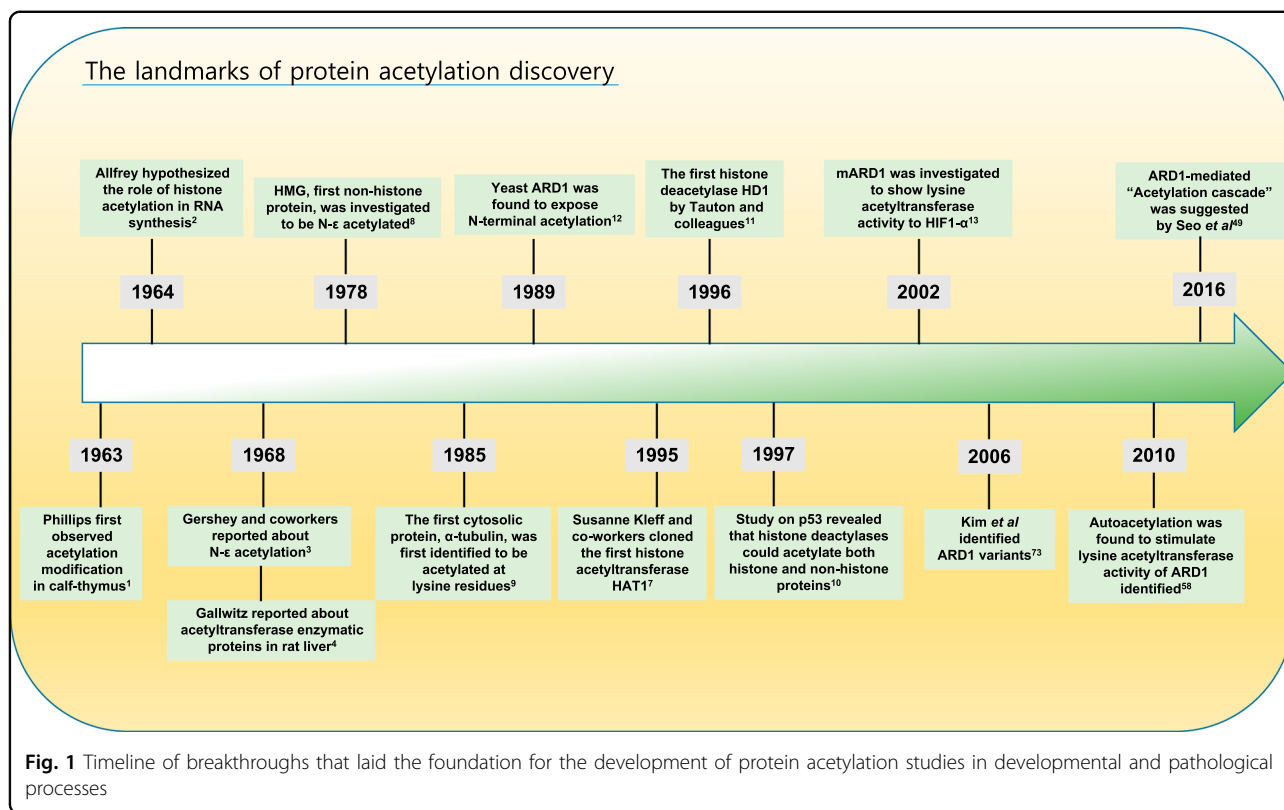 The landmarks of protein acetylation discovery
Allfrey hypothesized
the role of histone
acetylation in RNA
synthesis²
HMG, first non-histone
protein, was investigated
to be N-ε acetylated⁸
Yeast ARD1 was
found to expose
N-terminal acetylation¹²
The first histone
deacetylase HD1
by Tauton and
colleagues¹¹
mARD1 was investigated
to show lysine
acetyltransferase
activity to HIF1-α¹³
ARD1-mediated
“Acetylation cascade”
was suggested
by Seo et al⁴⁹
1964
1978
1989
1996
2002
2016
1963
1968
1985
1995
1997
2006
2010
Phillips first
observed
acetylation
modification
in calf-thymus¹
Gershey and coworkers
reported about
N-ε acetylation³
Gallwitz reported about
acetyltransferase enzymatic
proteins in rat liver⁴
The first cytosolic
protein, α-tubulin, was
first identified to be
acetylated at
lysine residues⁹
Susanne Kleff and
co-workers cloned the
first histone
acetyltransferase
HAT1⁷
Study on p53 revealed
that histone deactylases
could acetylate both
histone and non-histone
proteins¹⁰
Kim et al
identified
ARD1 variants⁷³
Autoacetylation was
found to stimulate
lysine acetyltransferase
activity of ARD1
identified⁵⁸
Fig. 1 Timeline of breakthroughs that laid the foundation for the development of protein acetylation studies in developmental and pathological
processes